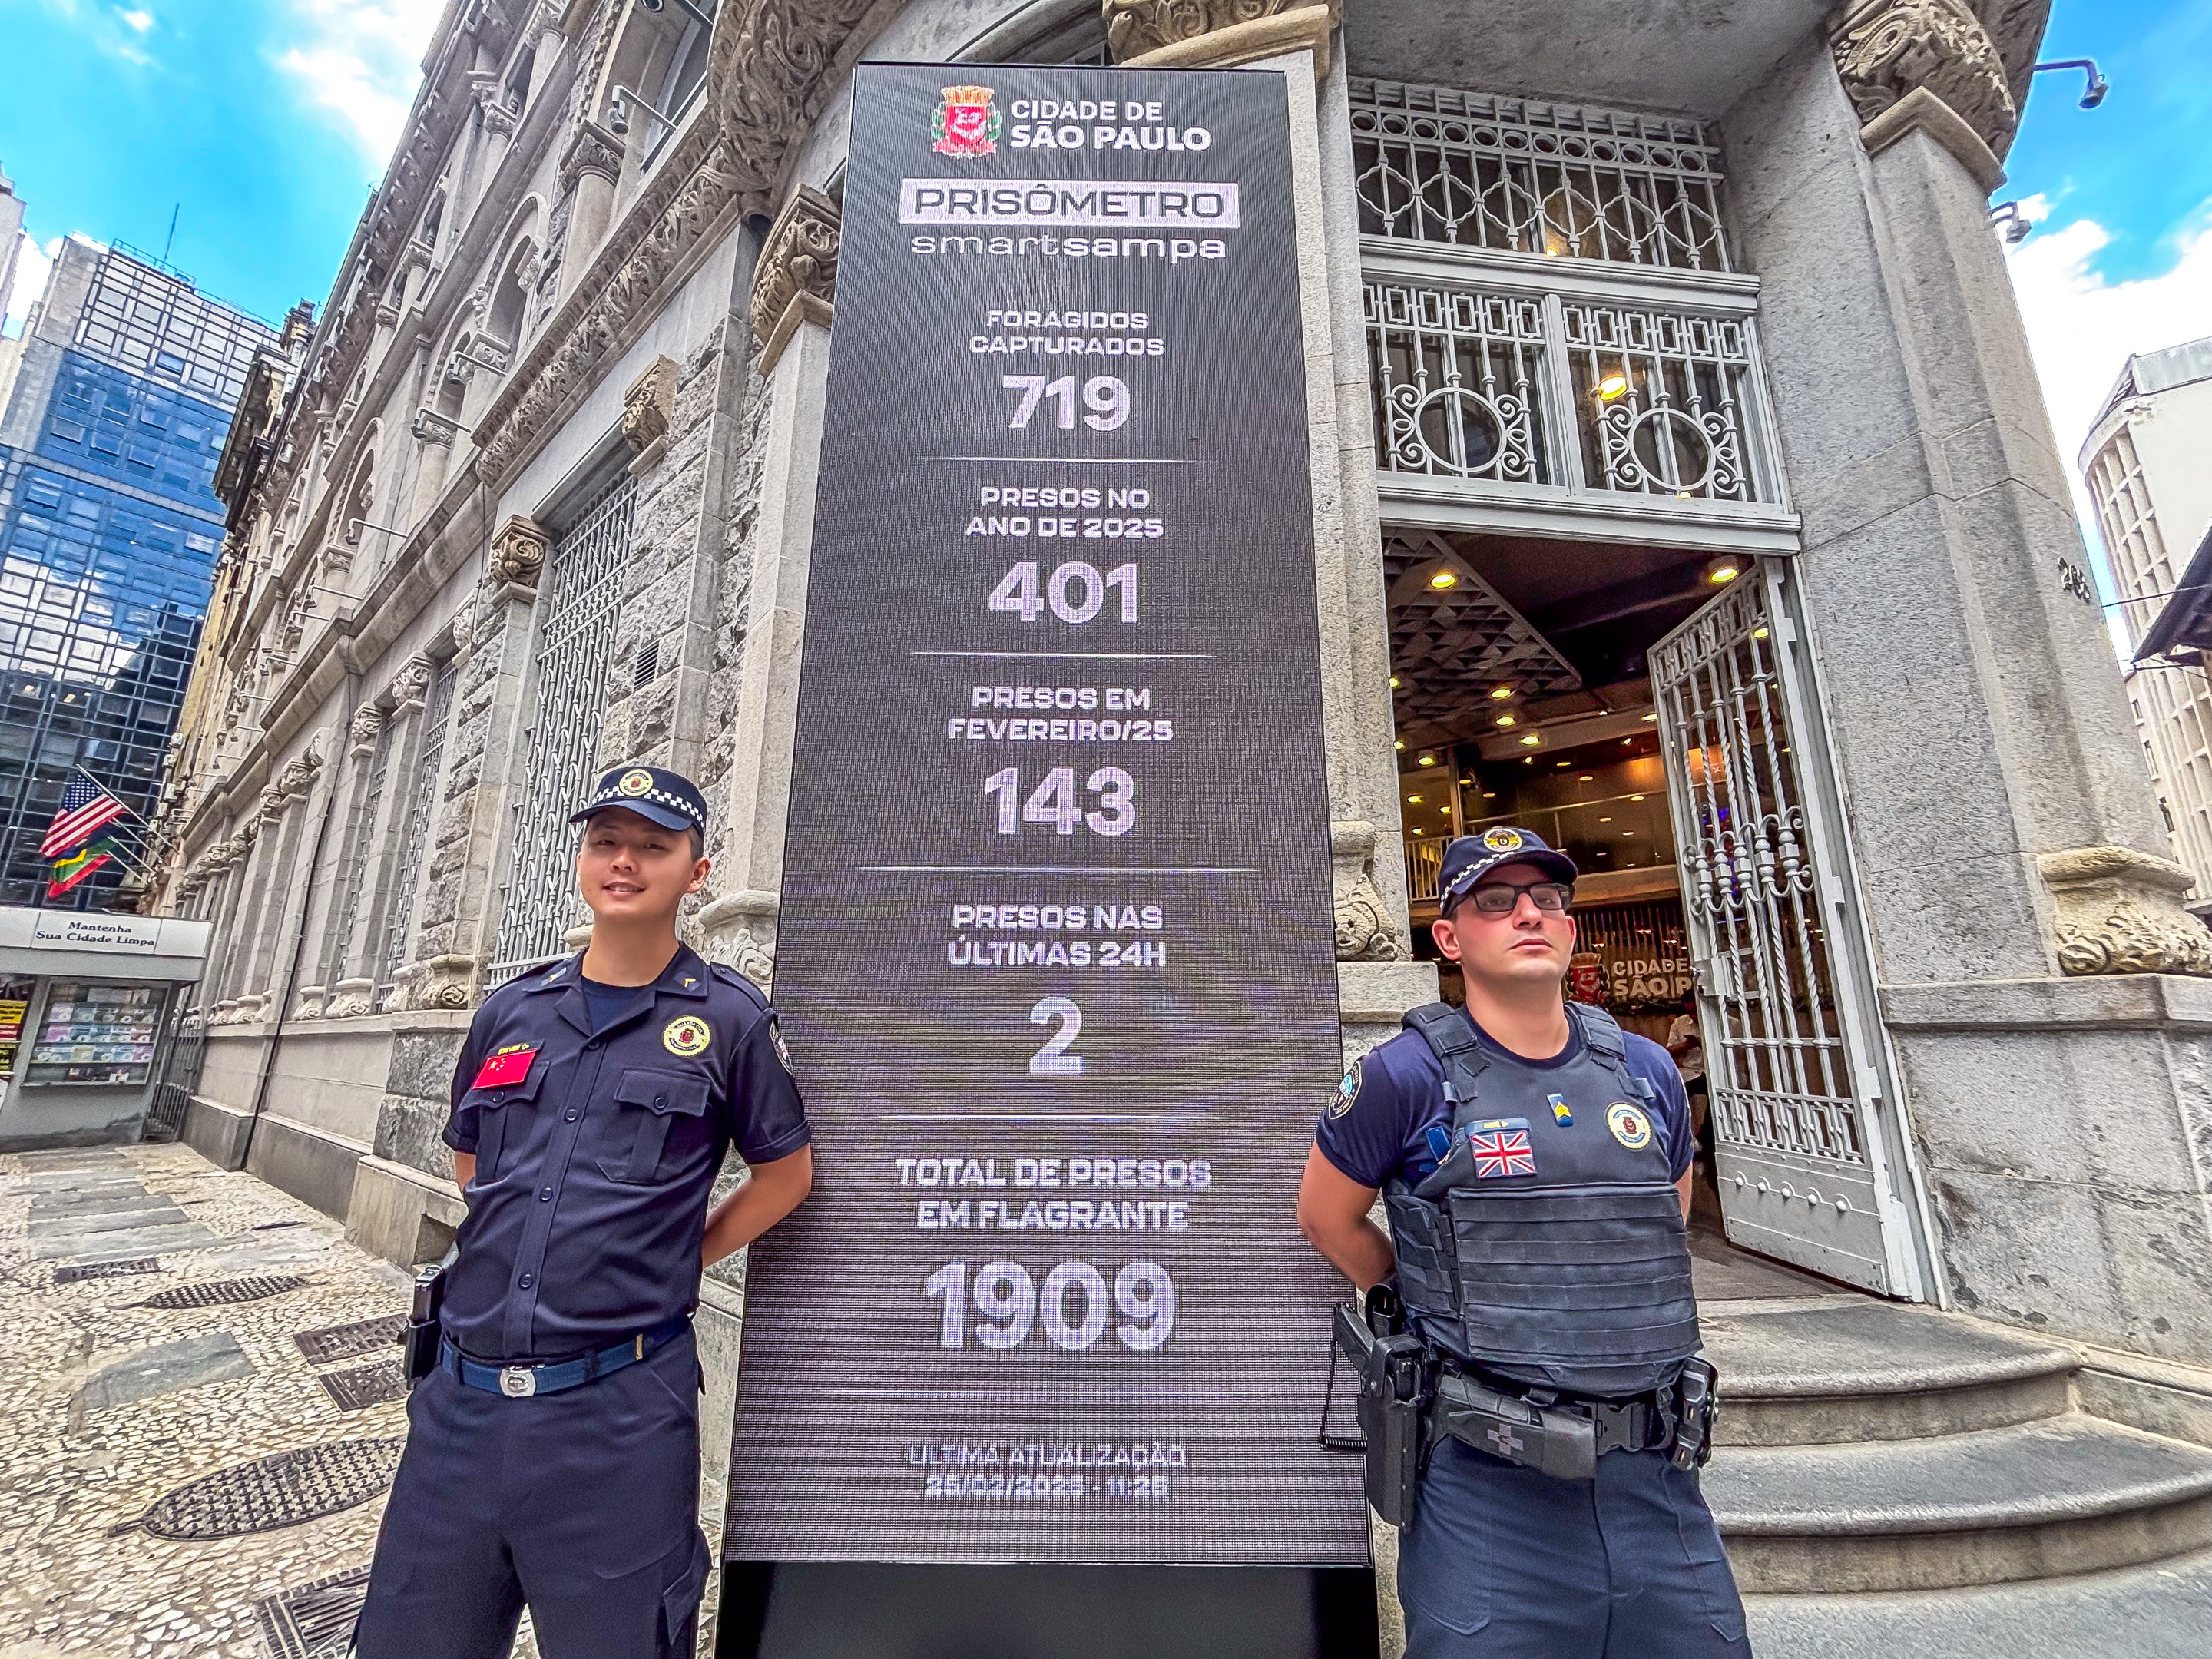 CIDADE DE
SÃO PAULO
PRISÔMETRO
smartsampa
FORAGIDOS
CAPTURADOS
719
PRESOS NO
ANO DE 2025
401
PRESOS EM
FEVEREIRO/25
143
PRESOS NAS
ÚLTIMAS 24H
2
TOTAL DE PRESOS
EM FLAGRANTE
1909
ULTIMA ATUALIZAÇÃO
25/02/2025 - 11:25
Mantenha
Sua Cidade Limpa
CIDADE
SÃO P